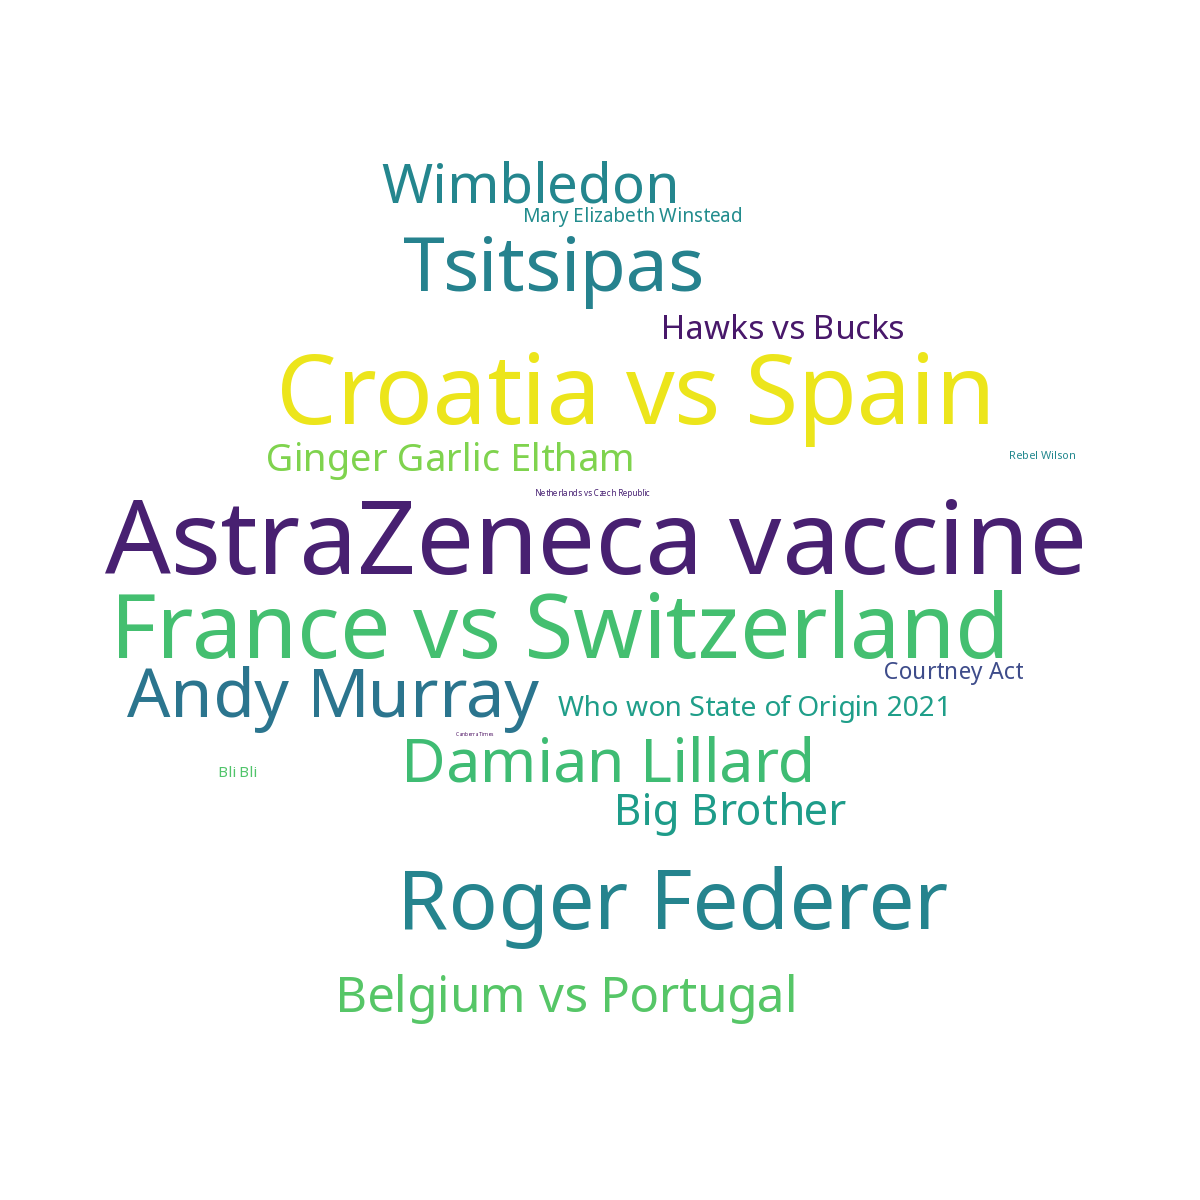 Wimbledon
Mary Elizabeth Winstead
Tsitsipas
Hawks vs Bucks
Croatia vs Spain
Ginger Garlic Eltham
Rebel Wilson
Netherlands vs Czech Republic
AstraZeneca vaccine
France vs Switzerland
Courtney Act
Andy Murray
Who won State of Origin 2021
Canberra Times
Damian Lillard
Bli Bli
Big Brother
Roger Federer
Belgium vs Portugal